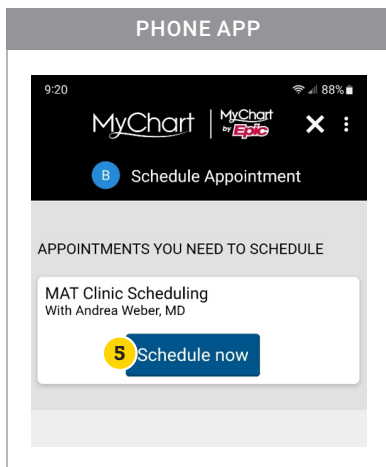 PHONE APP
9:20 88%
MyChart MyChart
by Epic
B Schedule Appointment
APPOINTMENTS YOU NEED TO SCHEDULE
MAT Clinic Scheduling
With Andrea Weber, MD
5 Schedule now